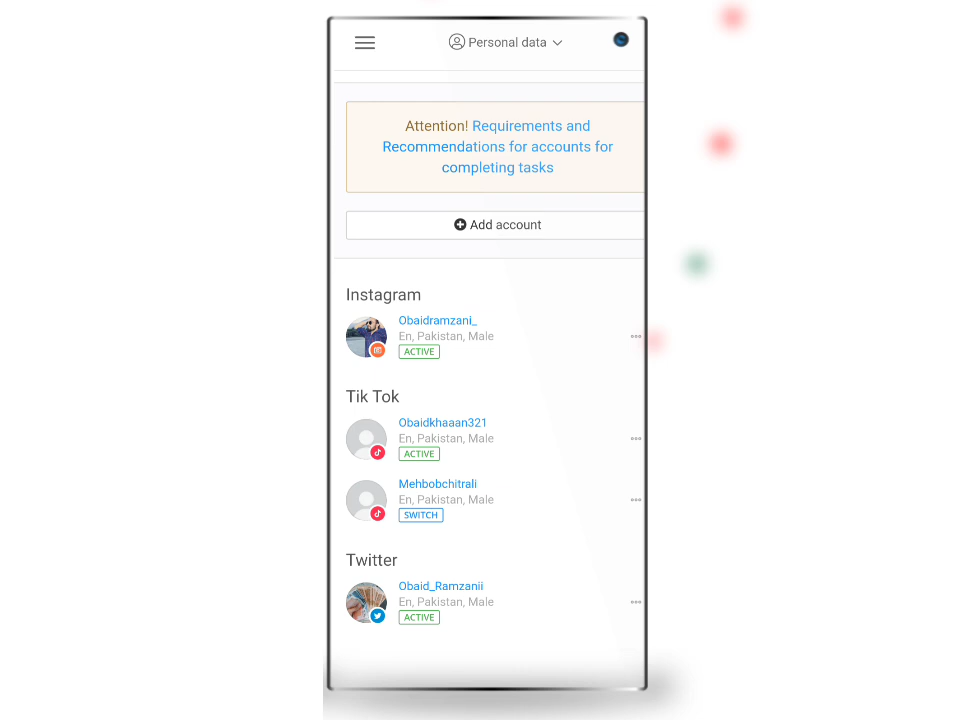 Personal data
Attention! Requirements and
Recommendations for accounts for
completing tasks
Add account
Instagram
Obaidramzani_
En, Pakistan, Male
ACTIVE
Tik Tok
Obaidkhaaan321
En, Pakistan, Male
ACTIVE
Mehbobchitrali
En, Pakistan, Male
SWITCH
Twitter
Obaid_Ramzanii
En, Pakistan, Male
ACTIVE